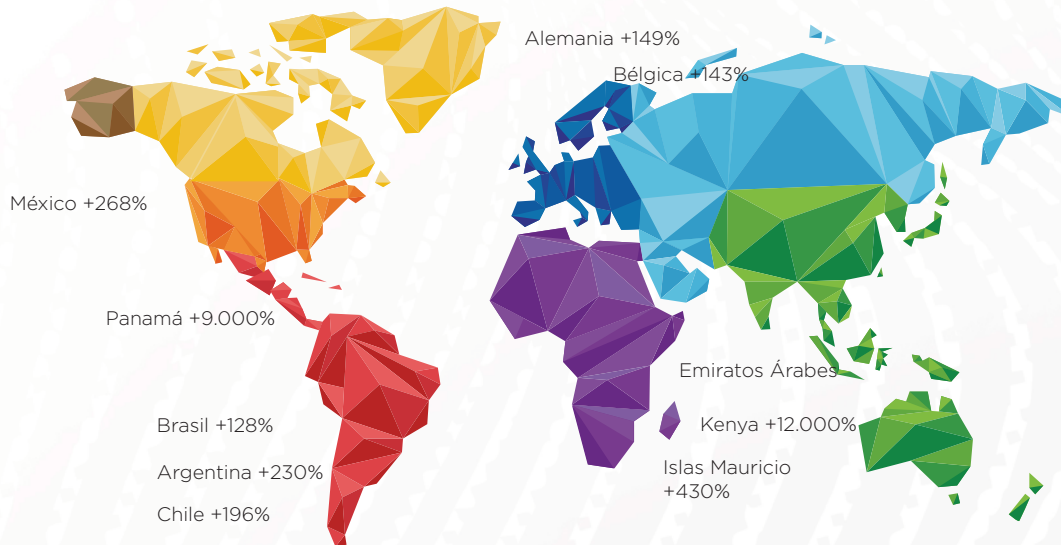 Alemania +149%
Bélgica +143%
México +268%
Panamá +9.000%
Emiratos Árabes
Brasil +128%
Kenya +12.000%
Argentina +230%
Islas Mauricio
+430%
Chile +196%